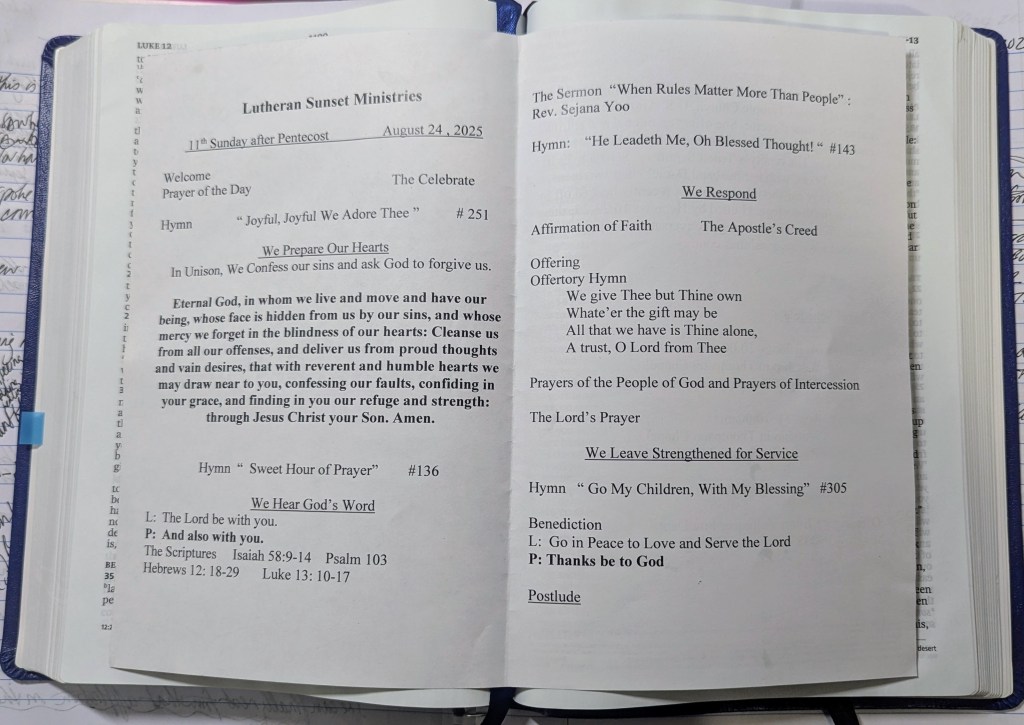 LUKE 12
Lutheran Sunset Ministries
11th Sunday after Pentecost August 24 , 2025
Welcome The Celebrate
Prayer of the Day
Hymn “ Joyful, Joyful We Adore Thee ” # 251
We Prepare Our Hearts
In Unison, We Confess our sins and ask God to forgive us.
Eternal God, in whom we live and move and have our
being, whose face is hidden from us by our sins, and whose
mercy we forget in the blindness of our hearts: Cleanse us
from all our offenses, and deliver us from proud thoughts
and vain desires, that with reverent and humble hearts we
may draw near to you, confessing our faults, confiding in
your grace, and finding in you our refuge and strength:
through Jesus Christ your Son. Amen.
Hymn “ Sweet Hour of Prayer” #136
We Hear God’s Word
L: The Lord be with you.
P: And also with you.
The Scriptures Isaiah 58:9-14 Psalm 103
Hebrews 12: 18-29 Luke 13: 10-17
The Sermon “When Rules Matter More Than People” :
Rev. Sejana Yoo
Hymn: “He Leadeth Me, Oh Blessed Thought! “ #143
We Respond
Affirmation of Faith The Apostle’s Creed
Offering
Offertory Hymn
We give Thee but Thine own
Whate’er the gift may be
All that we have is Thine alone,
A trust, O Lord from Thee
Prayers of the People of God and Prayers of Intercession
The Lord’s Prayer
We Leave Strengthened for Service
Hymn “ Go My Children, With My Blessing” #305
Benediction
L: Go in Peace to Love and Serve the Lord
P: Thanks be to God
Postlude
desert